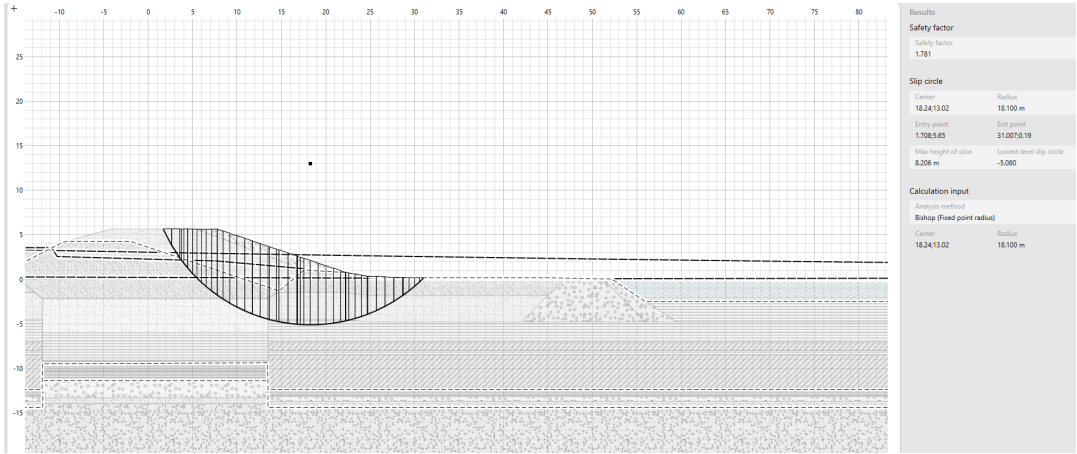 -10 -5 0 5 10 15 20 25 30 35 40 45 50 55 60 65 70 75 80
25
20
15
10
5
0
-5
-10
-15
Results
Safety factor
Safety factor
1.781
Slip circle
Center Radius
18.24;13.02 18.100 m
Entry point Exit point
1.708;5.65 31.007;0.19
Max height of slice Lowest level slip circle
8.206 m -5.080
Calculation input
Analysis method
Bishop (Fixed point radius)
Center Radius
18.24;13.02 18.100 m